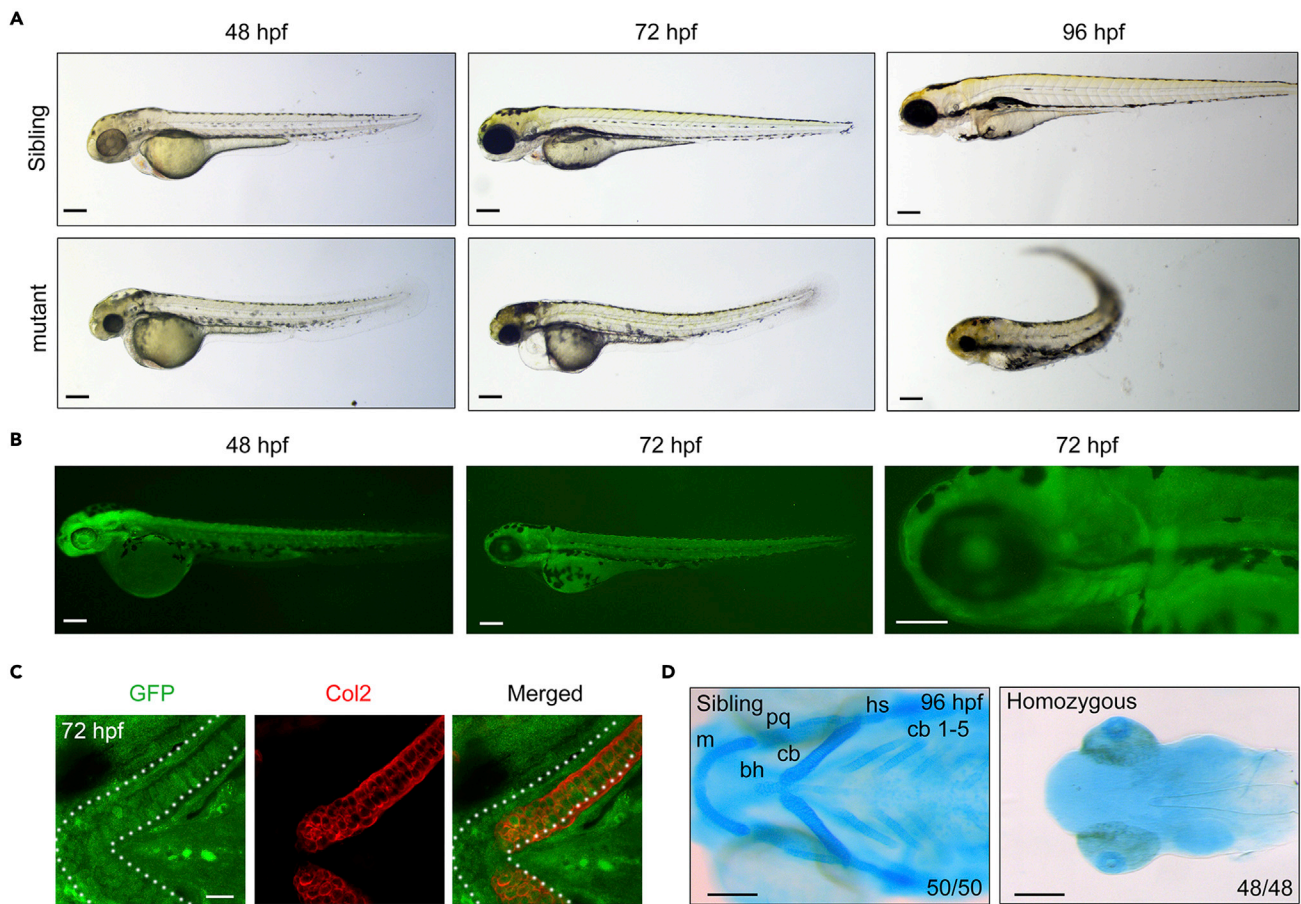 A
48 hpf
72 hpf
96 hpf
Sibling
mutant
B
48 hpf
72 hpf
72 hpf
C
GFP
Col2
Merged
72 hpf
D
Sibling
pq
hs
96 hpf
m
cb 1-5
cb
bh
50/50
Homozygous
48/48